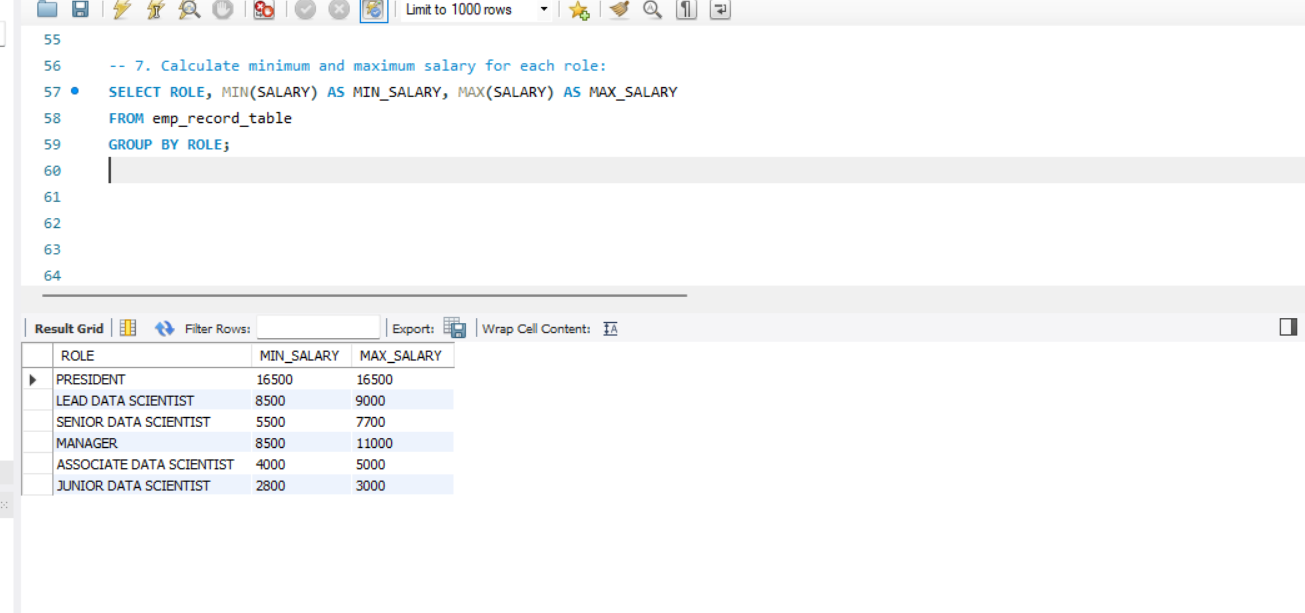 Limit to 1000 rows
55
56 -- 7. Calculate minimum and maximum salary for each role:
57 SELECT ROLE, MIN(SALARY) AS MIN_SALARY, MAX(SALARY) AS MAX_SALARY
58 FROM emp_record_table
59 GROUP BY ROLE;
60
61
62
63
64
Result Grid Filter Rows: Export: Wrap Cell Content: IA
ROLE MIN_SALARY MAX_SALARY
PRESIDENT 16500 16500
LEAD DATA SCIENTIST 8500 9000
SENIOR DATA SCIENTIST 5500 7700
MANAGER 8500 11000
ASSOCIATE DATA SCIENTIST 4000 5000
JUNIOR DATA SCIENTIST 2800 3000